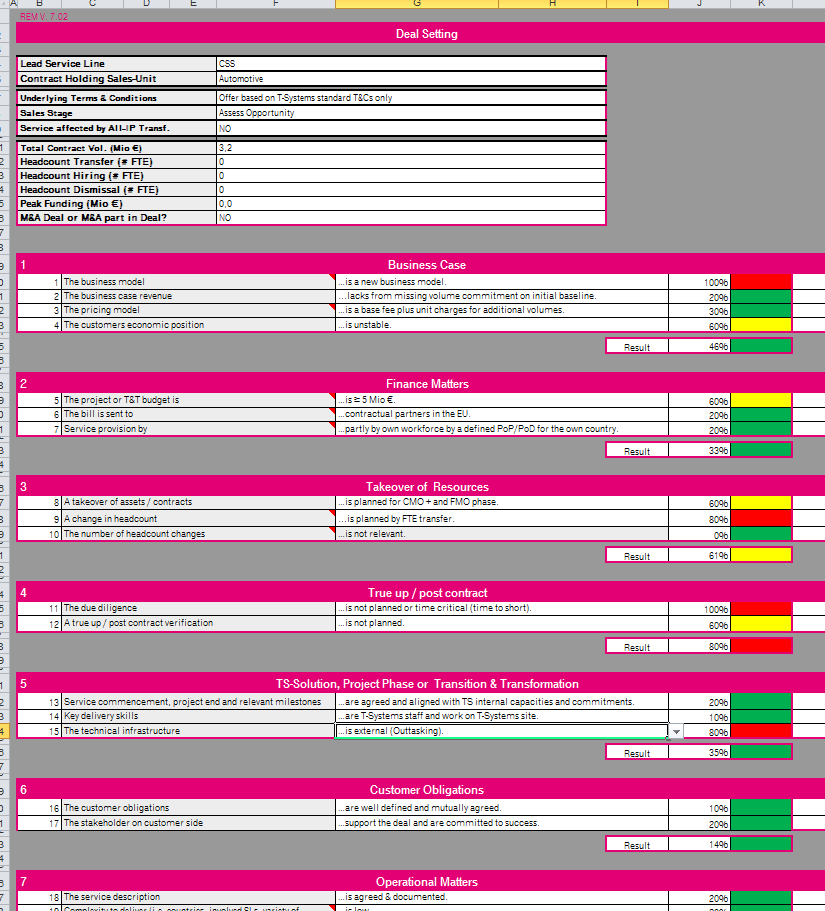 A B C D E F G H I J K
REM V. 7.02
Deal Setting
Lead Service Line CSS
Contract Holding Sales-Unit Automotive
Underlying Terms & Conditions Offer based on T-Systems standard T&Cs only
Sales Stage Assess Opportunity
Service affected by All-IP Transf. NO
Total Contract Vol. (Mio €) 3,2
Headcount Transfer (# FTE) 0
Headcount Hiring (# FTE) 0
Headcount Dismissal (# FTE) 0
Peak Funding (Mio €) 0,0
M&A Deal or M&A part in Deal? NO
1 Business Case
1 The business model ...is a new business model. 100%
2 The business case revenue ...lacks from missing volume commitment on initial baseline. 20%
3 The pricing model ...is a base fee plus unit charges for additional volumes. 30%
4 The customers economic position ...is unstable. 60%
Result 46%
2 Finance Matters
5 The project or T&T budget is ...is ≥ 5 Mio €. 60%
6 The bill is sent to ...contractual partners in the EU. 20%
7 Service provision by ...partly by own workforce by a defined PoP/PoD for the own country. 20%
Result 33%
3 Takeover of Resources
8 A takeover of assets / contracts ...is planned for CMO + and FMO phase. 60%
9 A change in headcount ...is planned by FTE transfer. 80%
10 The number of headcount changes ...is not relevant. 0%
Result 61%
4 True up / post contract
11 The due diligence ...is not planned or time critical (time to short). 100%
12 A true up / post contract verification ...is not planned. 60%
Result 80%
5 TS-Solution, Project Phase or Transition & Transformation
13 Service commencement, project end and relevant milestones ...are agreed and aligned with TS internal capacities and commitments. 20%
14 Key delivery skills ...are T-Systems staff and work on T-Systems site. 10%
15 The technical infrastructure ...is external (Outtasking). 80%
Result 35%
6 Customer Obligations
16 The customer obligations ...are well defined and mutually agreed. 10%
17 The stakeholder on customer side ...support the deal and are committed to success. 20%
Result 14%
7 Operational Matters
18 The service description ...is agreed & documented. 20%